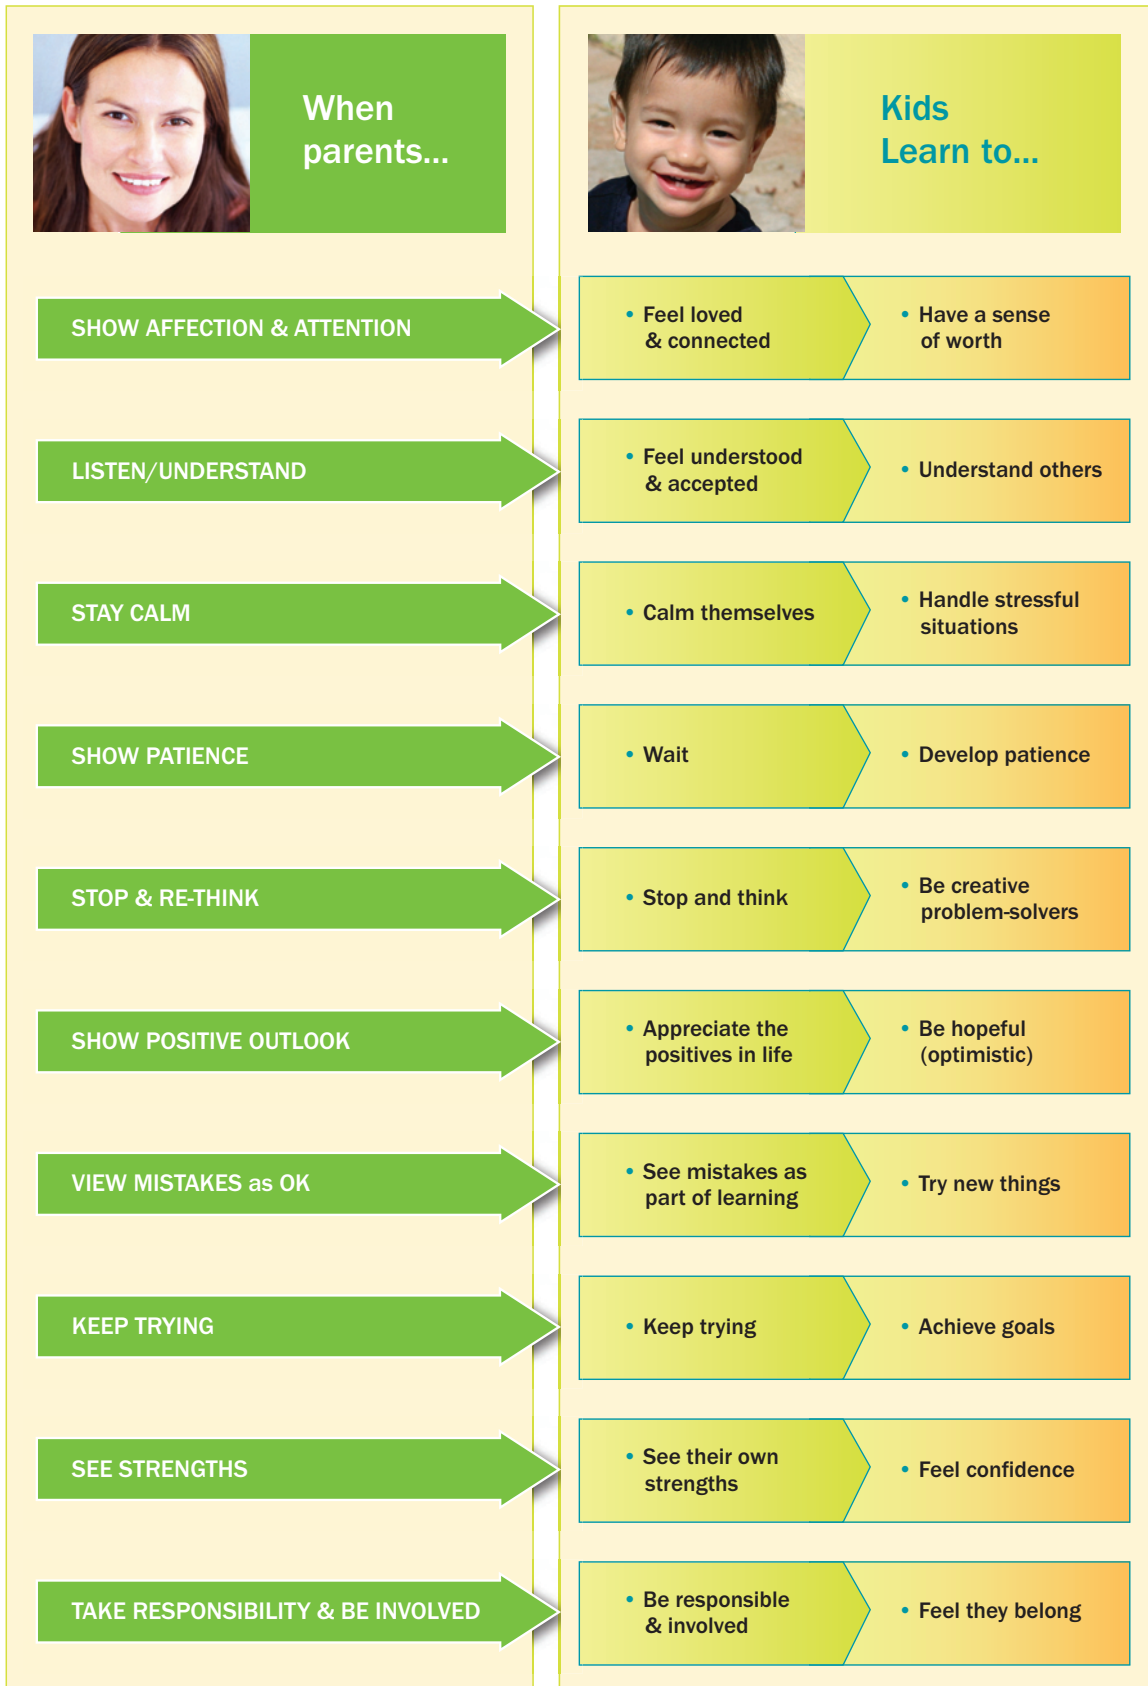 When
parents...
Kids
Learn to...
SHOW AFFECTION & ATTENTION
• Feel loved
& connected
• Have a sense
of worth
LISTEN/UNDERSTAND
• Feel understood
& accepted
• Understand others
STAY CALM
• Calm themselves
• Handle stressful
situations
SHOW PATIENCE
• Wait
• Develop patience
STOP & RE-THINK
• Stop and think
• Be creative
problem-solvers
SHOW POSITIVE OUTLOOK
• Appreciate the
positives in life
• Be hopeful
(optimistic)
VIEW MISTAKES as OK
• See mistakes as
part of learning
• Try new things
KEEP TRYING
• Keep trying
• Achieve goals
SEE STRENGTHS
• See their own
strengths
• Feel confidence
TAKE RESPONSIBILITY & BE INVOLVED
• Be responsible
& involved
• Feel they belong